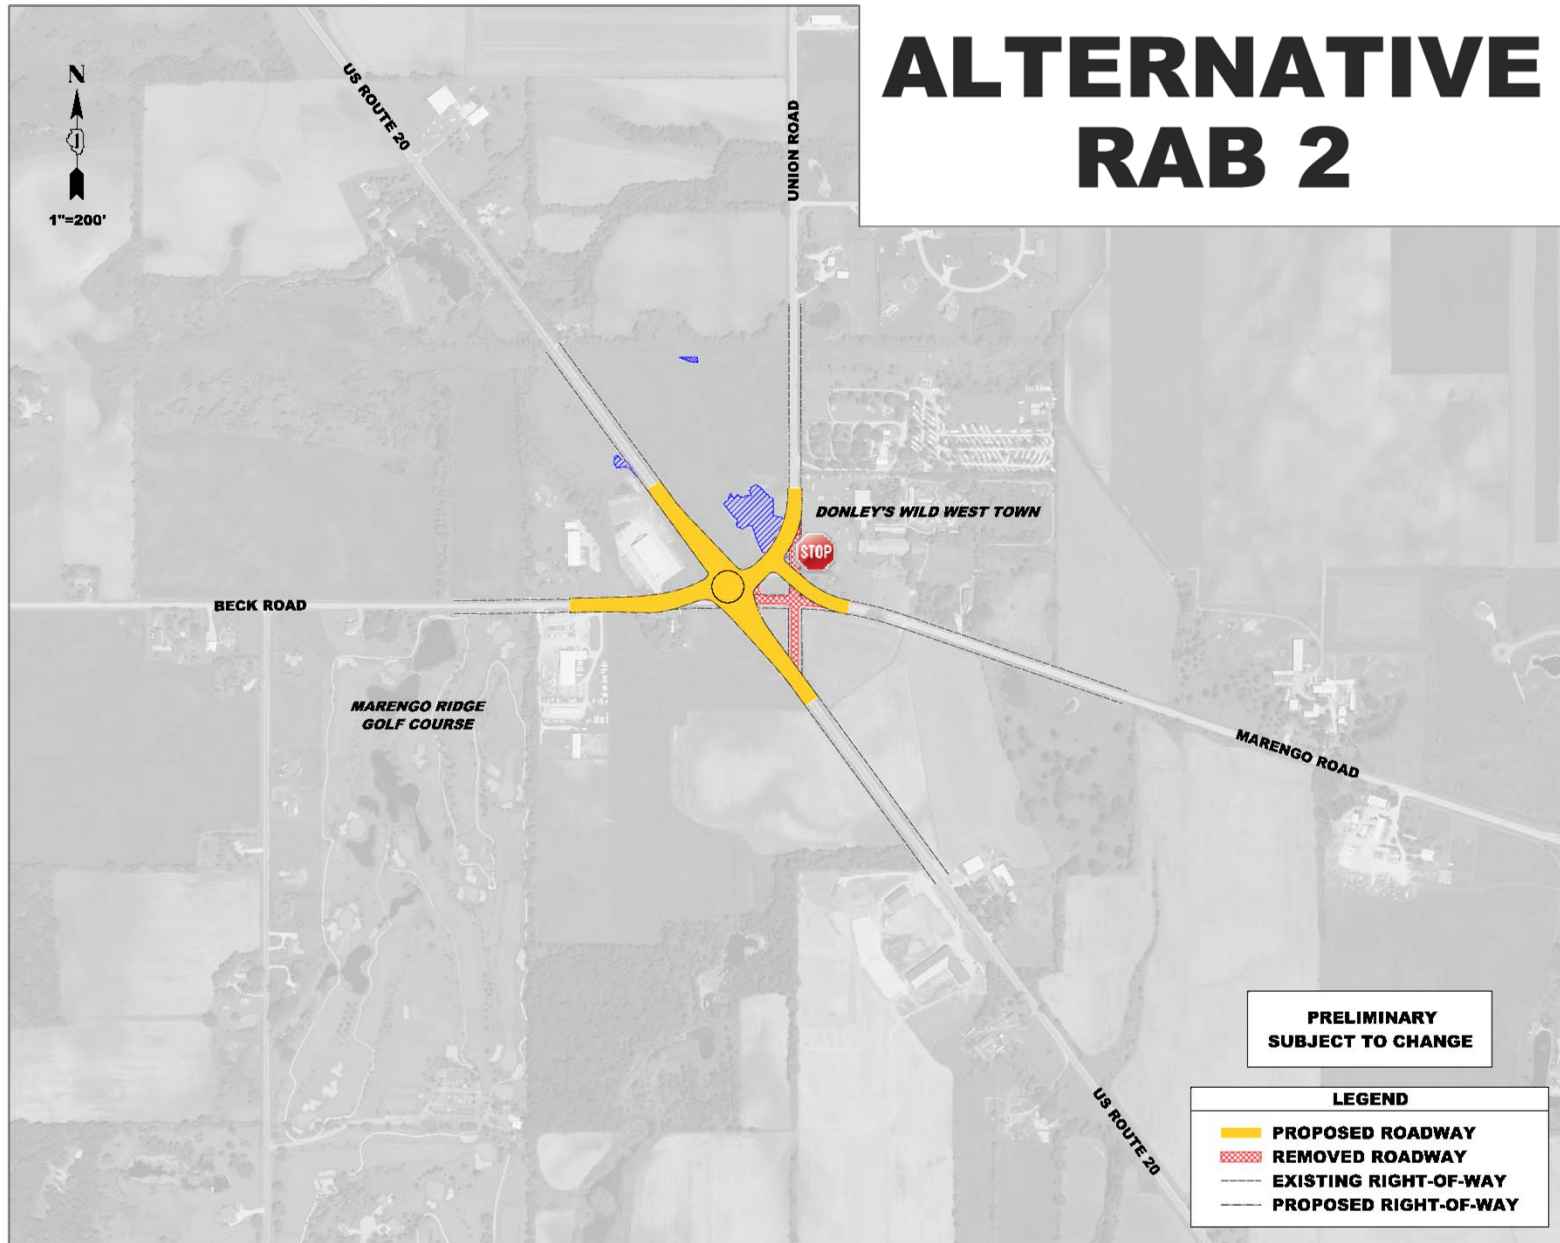 ALTERNATIVE
RAB 2
N
1
1"=200'
US ROUTE 20
UNION ROAD
DONLEY'S WILD WEST TOWN
STOP
BECK ROAD
MARENGO RIDGE
GOLF COURSE
MARENGO ROAD
US ROUTE 20
PRELIMINARY
SUBJECT TO CHANGE
LEGEND
PROPOSED ROADWAY
REMOVED ROADWAY
EXISTING RIGHT-OF-WAY
PROPOSED RIGHT-OF-WAY